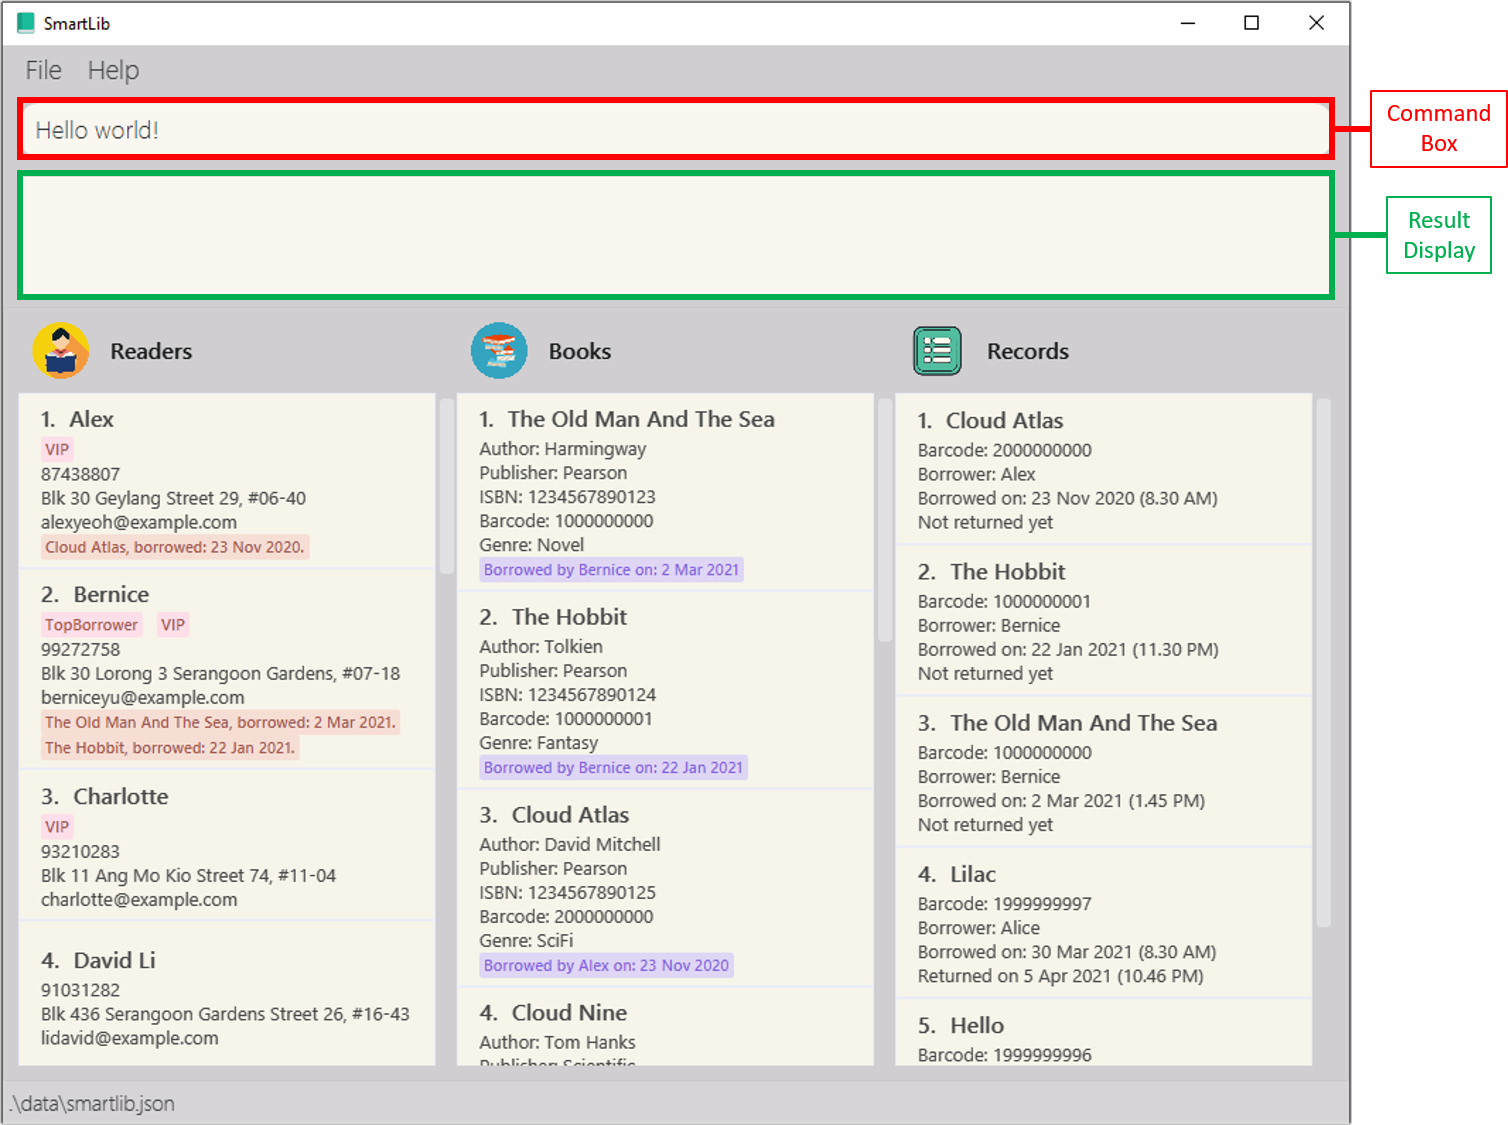 SmartLib
File Help
Hello world!
Command
Box
Result
Display
Readers
1. Alex
VIP
87438807
Blk 30 Geylang Street 29, #06-40
alexyeoh@example.com
Cloud Atlas, borrowed: 23 Nov 2020.
2. Bernice
TopBorrower VIP
99272758
Blk 30 Lorong 3 Serangoon Gardens, #07-18
berniceyu@example.com
The Old Man And The Sea, borrowed: 2 Mar 2021.
The Hobbit, borrowed: 22 Jan 2021.
3. Charlotte
VIP
93210283
Blk 11 Ang Mo Kio Street 74, #11-04
charlotte@example.com
4. David Li
91031282
Blk 436 Serangoon Gardens Street 26, #16-43
lidavid@example.com
Books
1. The Old Man And The Sea
Author: Harmingway
Publisher: Pearson
ISBN: 1234567890123
Barcode: 1000000000
Genre: Novel
Borrowed by Bernice on: 2 Mar 2021
2. The Hobbit
Author: Tolkien
Publisher: Pearson
ISBN: 1234567890124
Barcode: 1000000001
Genre: Fantasy
Borrowed by Bernice on: 22 Jan 2021
3. Cloud Atlas
Author: David Mitchell
Publisher: Pearson
ISBN: 1234567890125
Barcode: 2000000000
Genre: SciFi
Borrowed by Alex on: 23 Nov 2020
4. Cloud Nine
Author: Tom Hanks
Publisher: Scientific
Records
1. Cloud Atlas
Barcode: 2000000000
Borrower: Alex
Borrowed on: 23 Nov 2020 (8.30 AM)
Not returned yet
2. The Hobbit
Barcode: 1000000001
Borrower: Bernice
Borrowed on: 22 Jan 2021 (11.30 PM)
Not returned yet
3. The Old Man And The Sea
Barcode: 1000000000
Borrower: Bernice
Borrowed on: 2 Mar 2021 (1.45 PM)
Not returned yet
4. Lilac
Barcode: 1999999997
Borrower: Alice
Borrowed on: 30 Mar 2021 (8.30 AM)
Returned on 5 Apr 2021 (10.46 PM)
5. Hello
Barcode: 1999999996
.\data\smartlib.json